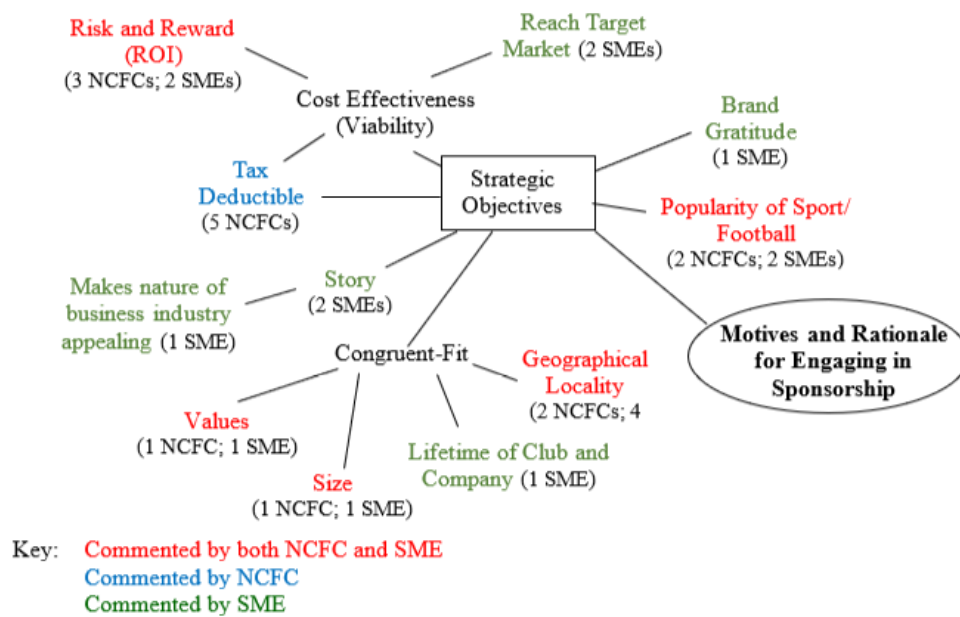 Risk and Reward
(ROI)
(3 NCFCs; 2 SMEs)
Reach Target
Market (2 SMEs)
Cost Effectiveness
(Viability)
Brand
Gratitude
(1 SME)
Tax
Deductible
(5 NCFCs)
Strategic
Objectives
Popularity of Sport/
Football
(2 NCFCs; 2 SMEs)
Makes nature of
business industry
appealing (1 SME)
Story
(2 SMEs)
Motives and Rationale
for Engaging in
Sponsorship
Congruent-Fit
Geographical
Locality
(2 NCFCs; 4
Values
(1 NCFC; 1 SME)
Lifetime of Club and
Company (1 SME)
Size
(1 NCFC; 1 SME)
Key: Commented by both NCFC and SME
Commented by NCFC
Commented by SME